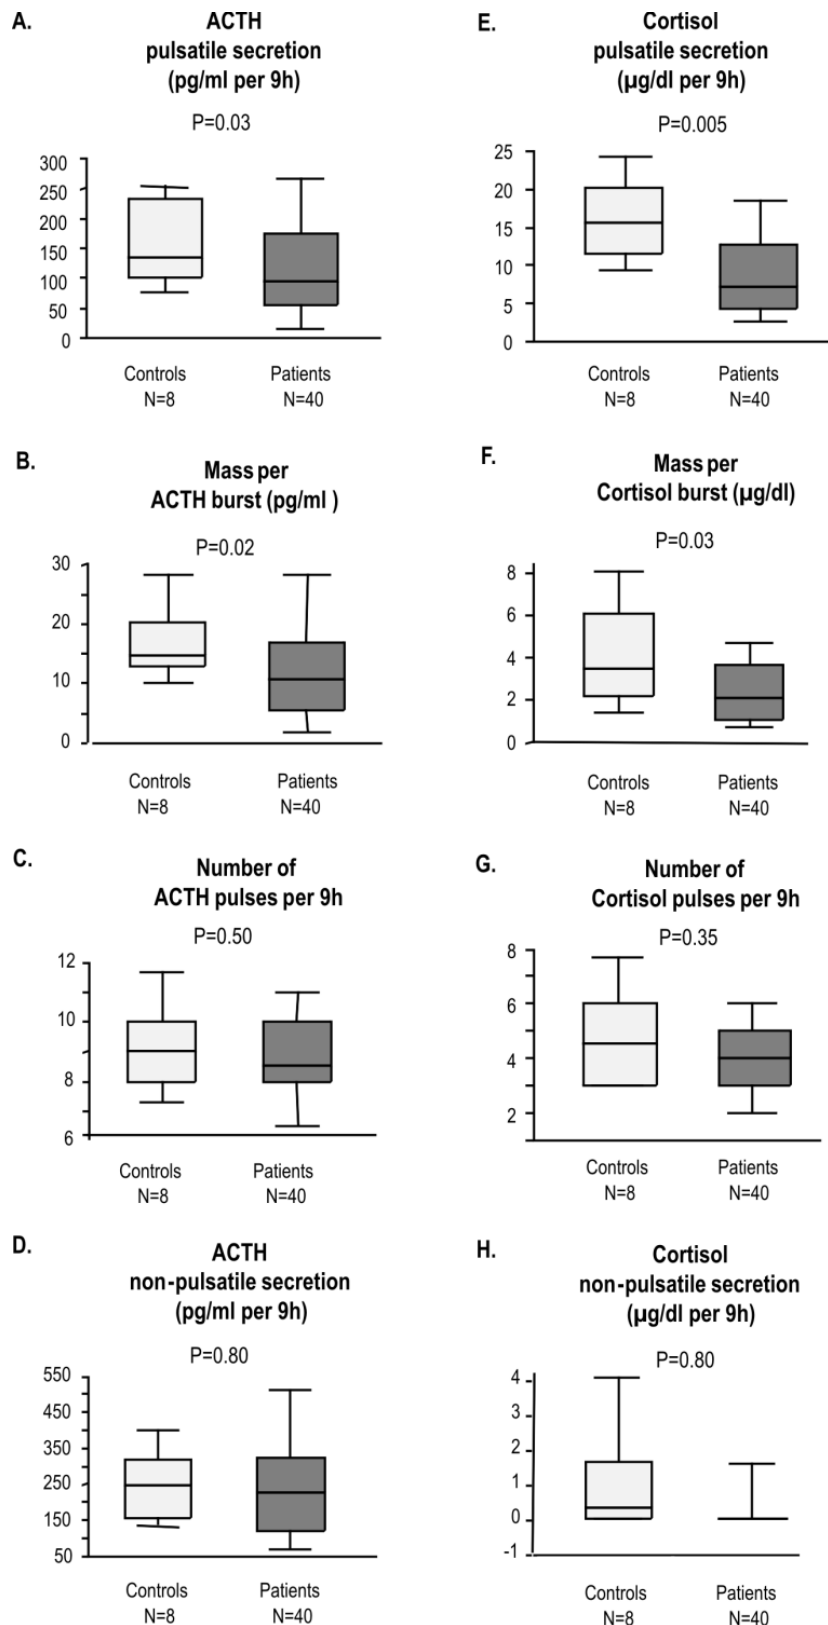 A.
ACTH
pulsatile secretion
(pg/ml per 9h)
P=0.03
300
250
200
150
100
50
0
Controls
N=8
Patients
N=40
B.
Mass per
ACTH burst (pg/ml )
P=0.02
30
20
10
0
Controls
N=8
Patients
N=40
C.
Number of
ACTH pulses per 9h
P=0.50
12
10
8
6
Controls
N=8
Patients
N=40
D.
ACTH
non-pulsatile secretion
(pg/ml per 9h)
P=0.80
550
450
350
250
150
50
Controls
N=8
Patients
N=40
E.
Cortisol
pulsatile secretion
(µg/dl per 9h)
P=0.005
25
20
15
10
5
0
Controls
N=8
Patients
N=40
F.
Mass per
Cortisol burst (µg/dl)
P=0.03
8
6
4
2
0
Controls
N=8
Patients
N=40
G.
Number of
Cortisol pulses per 9h
P=0.35
8
6
4
2
Controls
N=8
Patients
N=40
H.
Cortisol
non-pulsatile secretion
(µg/dl per 9h)
P=0.80
4
3
2
1
0
-1
Controls
N=8
Patients
N=40